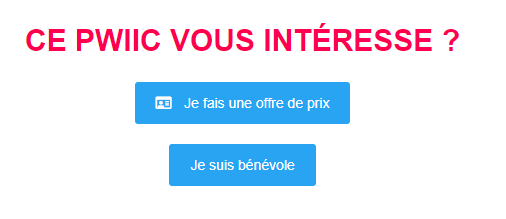 CE PWIIC VOUS INTÉRESSE ?
Je fais une offre de prix
Je suis bénévole